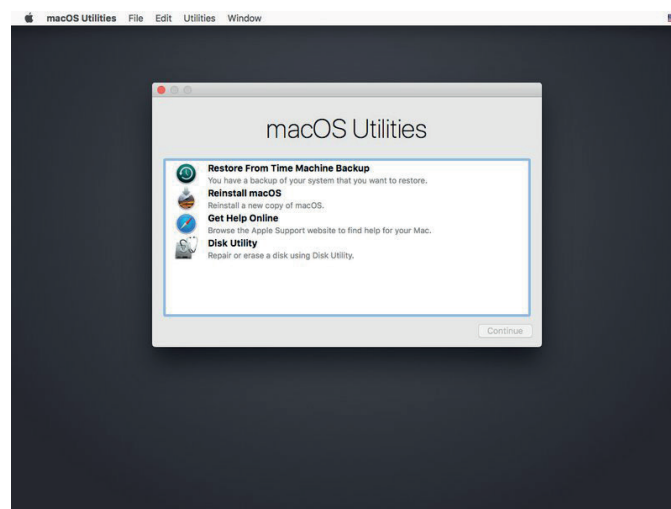 macOS Utilities File Edit Utilities Window
macOS Utilities
Restore From Time Machine Backup
You have a backup of your system that you want to restore.
Reinstall macOS
Reinstall a new copy of macOS.
Get Help Online
Browse the Apple Support website to find help for your Mac.
Disk Utility
Repair or erase a disk using Disk Utility.
Continue